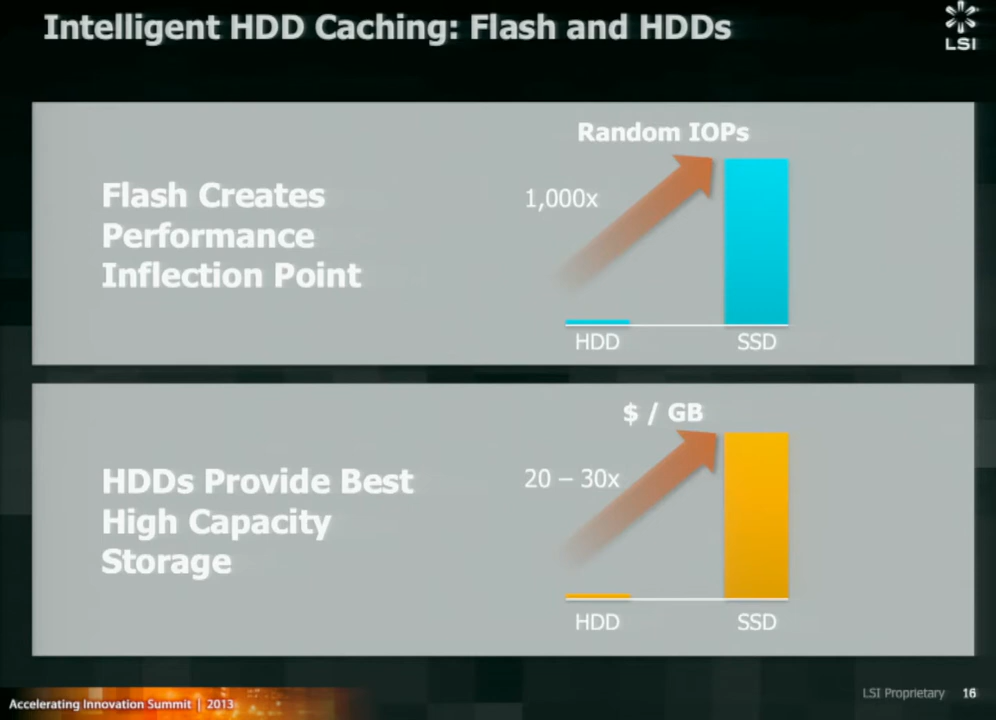 Intelligent HDD Caching: Flash and HDDs
LSI
Flash Creates
Performance
Inflection Point
Random IOPs
1,000x
HDD
SSD
HDDs Provide Best
High Capacity
Storage
$ / GB
20 – 30x
HDD
SSD
Accelerating Innovation Summit | 2013
LSI Proprietary 16